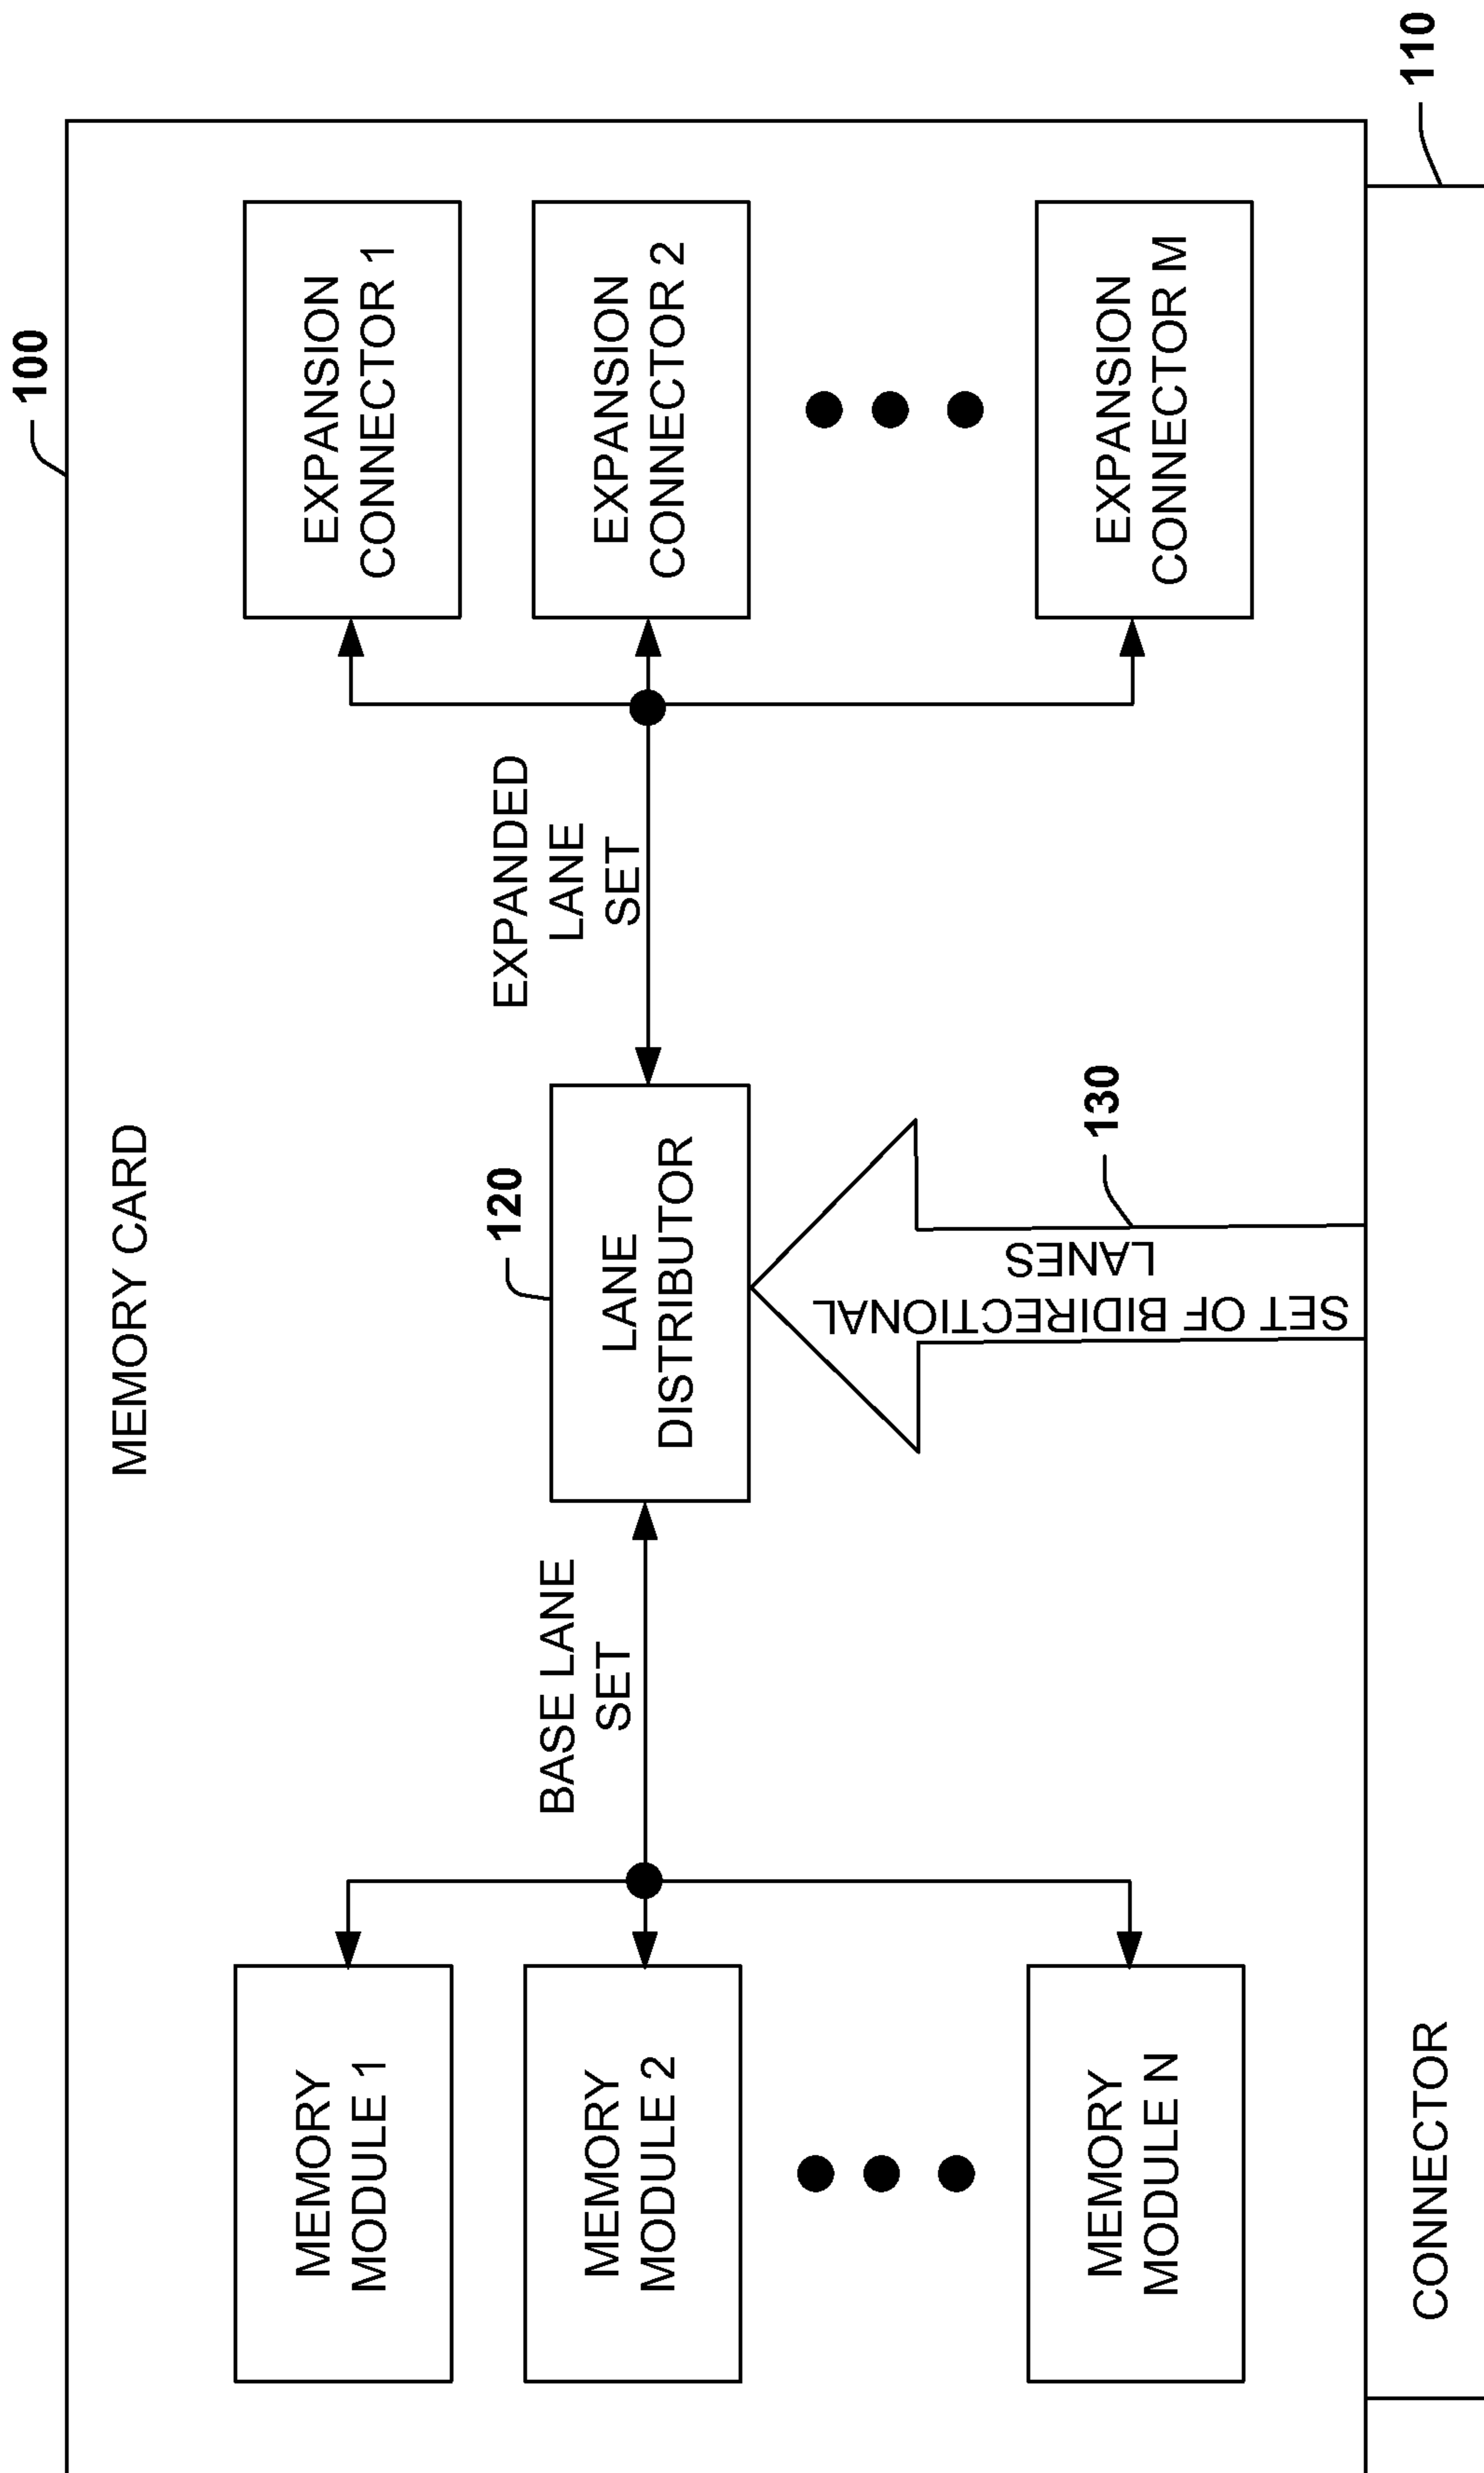 100
MEMORY CARD
MEMORY
MODULE 1
EXPANSION
CONNECTOR 1
120
BASE LANE
SET
LANE
DISTRIBUTOR
EXPANDED
LANE
SET
MEMORY
MODULE 2
EXPANSION
CONNECTOR 2
SET OF BIDIRECTIONAL
LANES
130
MEMORY
MODULE N
EXPANSION
CONNECTOR M
CONNECTOR
110